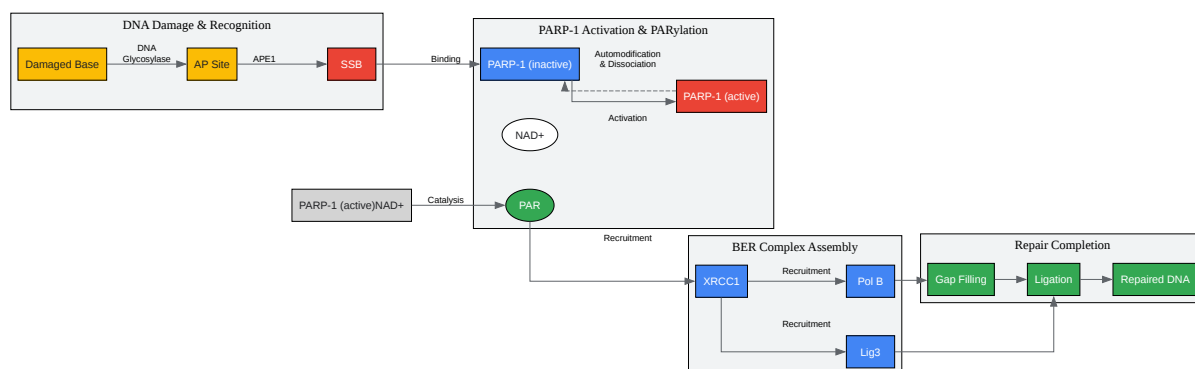 DNA Damage & Recognition
Damaged Base
DNA
Glycosylase
AP Site
APE1
SSB
Binding
PARP-1 Activation & PARylation
PARP-1 (inactive)
Automodification
& Dissociation
PARP-1 (active)
Activation
NAD+
PARP-1 (active)NAD+
Catalysis
PAR
Recruitment
BER Complex Assembly
XRCC1
Recruitment
Pol B
Recruitment
Lig3
Repair Completion
Gap Filling
Ligation
Repaired DNA